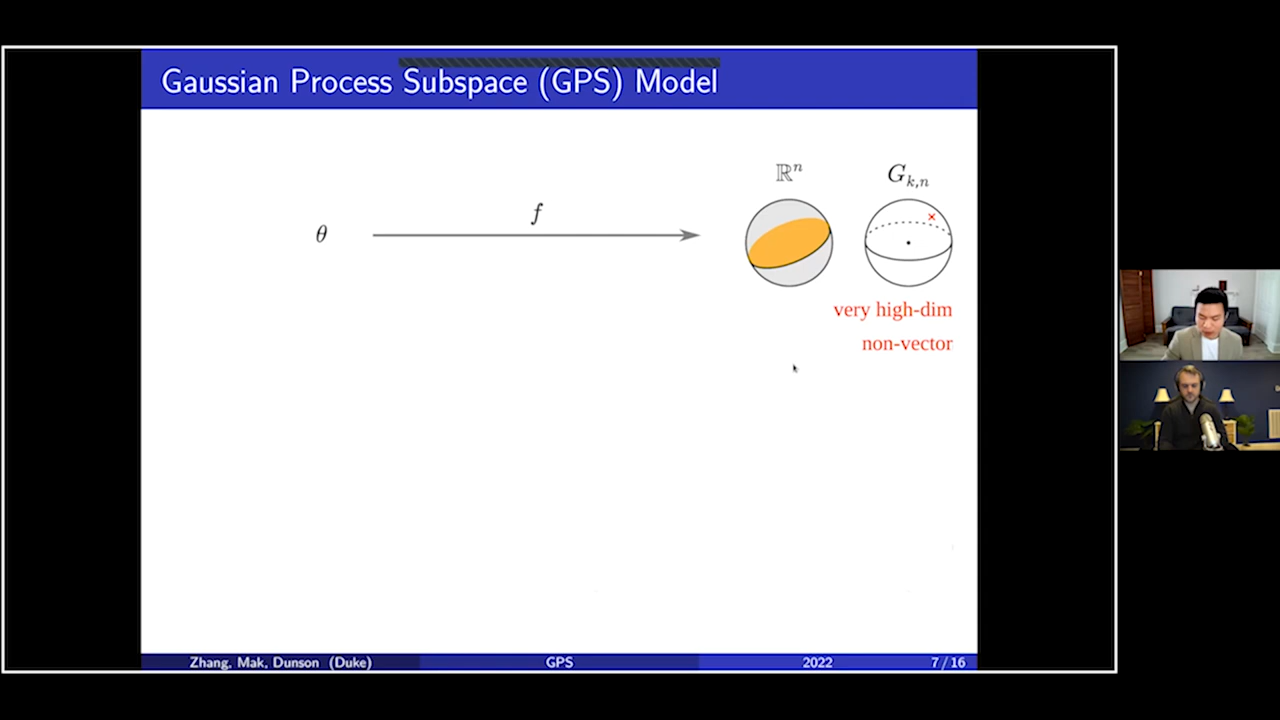 Gaussian Process Subspace (GPS) Model
ℝⁿ
G_{k,n}
f
θ
very high-dim
non-vector
Zhang, Mak, Dunson (Duke)
GPS
2022
7 / 16